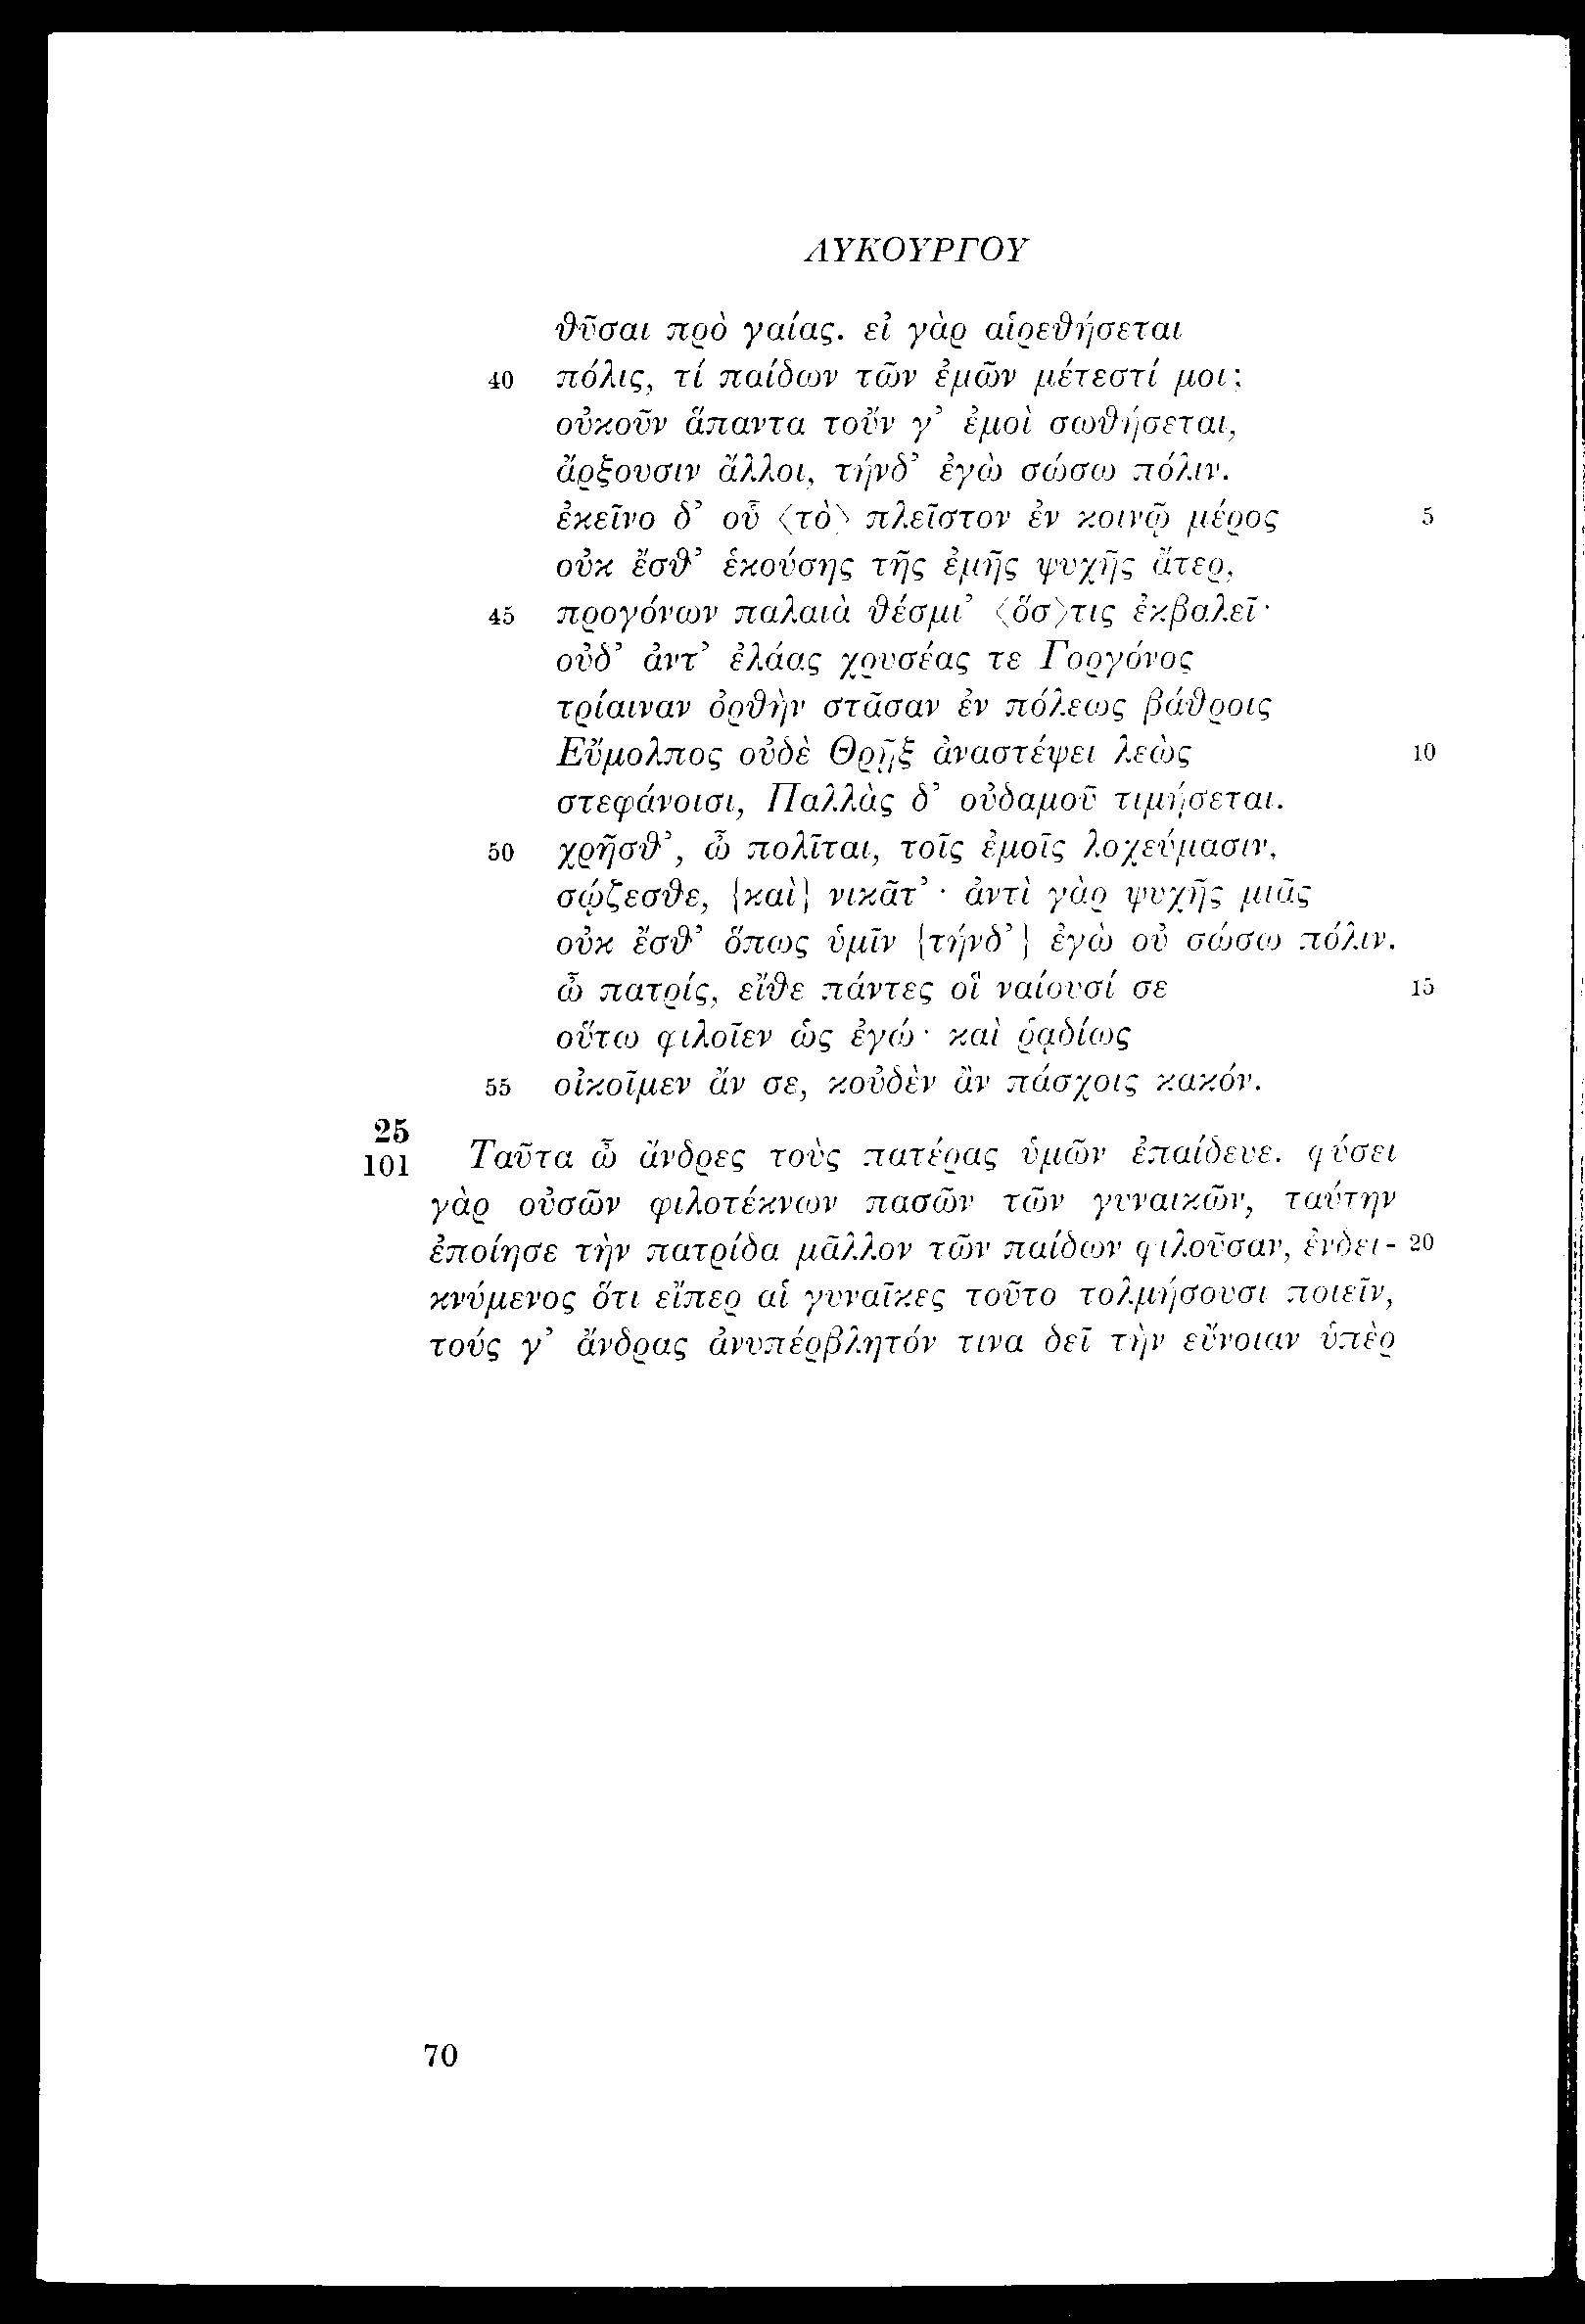 ΛΥΚΟΥΡΓΟΥ
θῦσαι πρὸ γαίας. εἰ γὰρ αἱρεθήσεται
40 πόλις, τί παίδων τῶν ἐμῶν μέτεστί μοι;
οὐκοῦν ἅπαντα τοὔν γ’ ἐμοὶ σωθήσεται,
ἄρξουσιν ἄλλοι, τήνδ’ ἐγὼ σώσω πόλιν.
ἐκεῖνο δ’ οὗ ⟨τὸ⟩ πλεῖστον ἐν κοινῷ μέρος 5
οὐκ ἔσθ’ ἑκούσης τῆς ἐμῆς ψυχῆς ἄτερ,
45 προγόνων παλαιὰ θέσμι’ ⟨ὅσ⟩τις ἐκβαλεῖ·
οὐδ’ ἀντ’ ἐλάας χρυσέας τε Γοργόνος
τρίαιναν ὀρθὴν στᾶσαν ἐν πόλεως βάθροις
Εὔμολπος οὐδὲ Θρῇξ ἀναστέψει λεὼς 10
στεφάνοισι, Παλλὰς δ’ οὐδαμοῦ τιμήσεται.
50 χρῆσθ’, ὦ πολῖται, τοῖς ἐμοῖς λοχεύμασιν,
σῴζεσθε, {καὶ} νικᾶτ’· ἀντὶ γὰρ ψυχῆς μιᾶς
οὐκ ἔσθ’ ὅπως ὑμῖν {τήνδ’} ἐγὼ οὐ σώσω πόλιν.
ὦ πατρίς, εἴθε πάντες οἳ ναίουσί σε 15
οὕτω φιλοῖεν ὡς ἐγώ· καὶ ῥᾳδίως
55 οἰκοῖμεν ἄν σε, κοὐδὲν ἂν πάσχοις κακόν.
25
101 Ταῦτα ὦ ἄνδρες τοὺς πατέρας ὑμῶν ἐπαίδευε. φύσει
γὰρ οὐσῶν φιλοτέκνων πασῶν τῶν γυναικῶν, ταύτην
ἐποίησε τὴν πατρίδα μᾶλλον τῶν παίδων φιλοῦσαν, ἐνδει- 20
κνύμενος ὅτι εἴπερ αἱ γυναῖκες τοῦτο τολμήσουσι ποιεῖν,
τούς γ’ ἄνδρας ἀνυπέρβλητόν τινα δεῖ τὴν εὔνοιαν ὑπὲρ
70